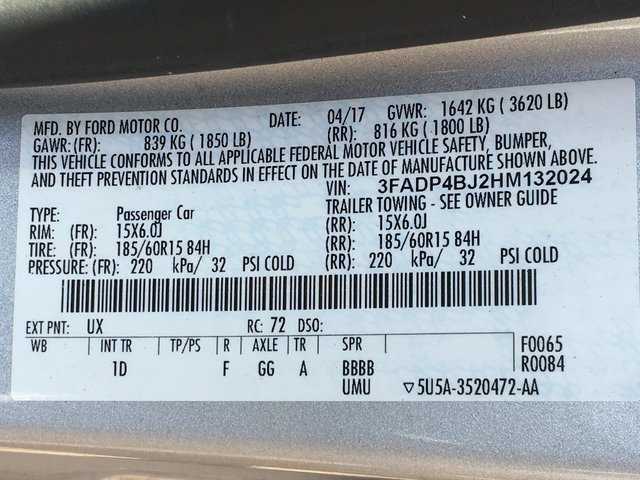 MFD. BY FORD MOTOR CO. DATE: 04/17 GVWR: 1642 KG ( 3620 LB)
GAWR:(FR): 839 KG ( 1850 LB) (RR): 816 KG ( 1800 LB)
THIS VEHICLE CONFORMS TO ALL APPLICABLE FEDERAL MOTOR VEHICLE SAFETY, BUMPER,
AND THEFT PREVENTION STANDARDS IN EFFECT ON THE DATE OF MANUFACTURE SHOWN ABOVE.
VIN: 3FADP4BJ2HM132024
TYPE: Passenger Car TRAILER TOWING - SEE OWNER GUIDE
RIM: (FR): 15X6.0J (RR): 15X6.0J
TIRE: (FR): 185/60R15 84H (RR): 185/60R15 84H
PRESSURE: (FR): 220 kPa/ 32 PSI COLD (RR): 220 kPa/ 32 PSI COLD
EXT PNT: UX RC: 72 DSO:
WB INT TR TP/PS R AXLE TR SPR F0065
1D F GG A BBBB R0084
UMU ▽5U5A-3520472-AA